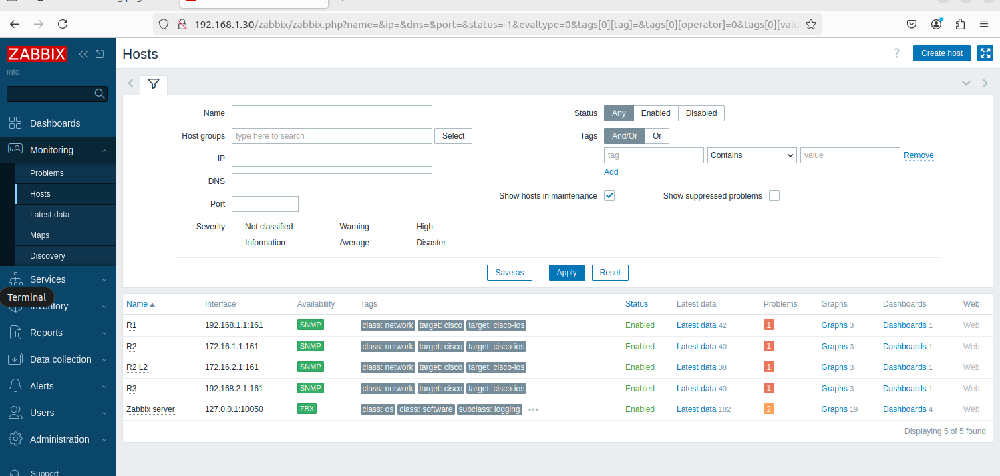 192.168.1.30/zabbix/zabbix.php?name=&ip=&dns=&port=&status=-1&evaltype=0&tags[0][tag]=&tags[0][operator]=0&tags[0][valu
ZABBIX
info
Hosts
?
Create host
Dashboards
Monitoring
Problems
Hosts
Latest data
Maps
Discovery
Services
Terminal
Inventory
Reports
Data collection
Alerts
Users
Administration
Support
Name
Host groups type here to search Select
IP
DNS
Port
Severity Not classified Warning High
Information Average Disaster
Status Any Enabled Disabled
Tags And/Or Or
tag Contains value Remove
Add
Show hosts in maintenance Show suppressed problems
Save as Apply Reset
Name Interface Availability Tags Status Latest data Problems Graphs Dashboards Web
R1 192.168.1.1:161 SNMP class: network target: cisco target: cisco-ios Enabled Latest data 42 1 Graphs 3 Dashboards 1 Web
R2 172.16.1.1:161 SNMP class: network target: cisco target: cisco-ios Enabled Latest data 40 1 Graphs 3 Dashboards 1 Web
R2 L2 172.16.2.1:161 SNMP class: network target: cisco target: cisco-ios Enabled Latest data 38 1 Graphs 3 Dashboards 1 Web
R3 192.168.2.1:161 SNMP class: network target: cisco target: cisco-ios Enabled Latest data 40 1 Graphs 3 Dashboards 1 Web
Zabbix server 127.0.0.1:10050 ZBX class: os class: software subclass: logging ••• Enabled Latest data 182 2 Graphs 19 Dashboards 4 Web
Displaying 5 of 5 found